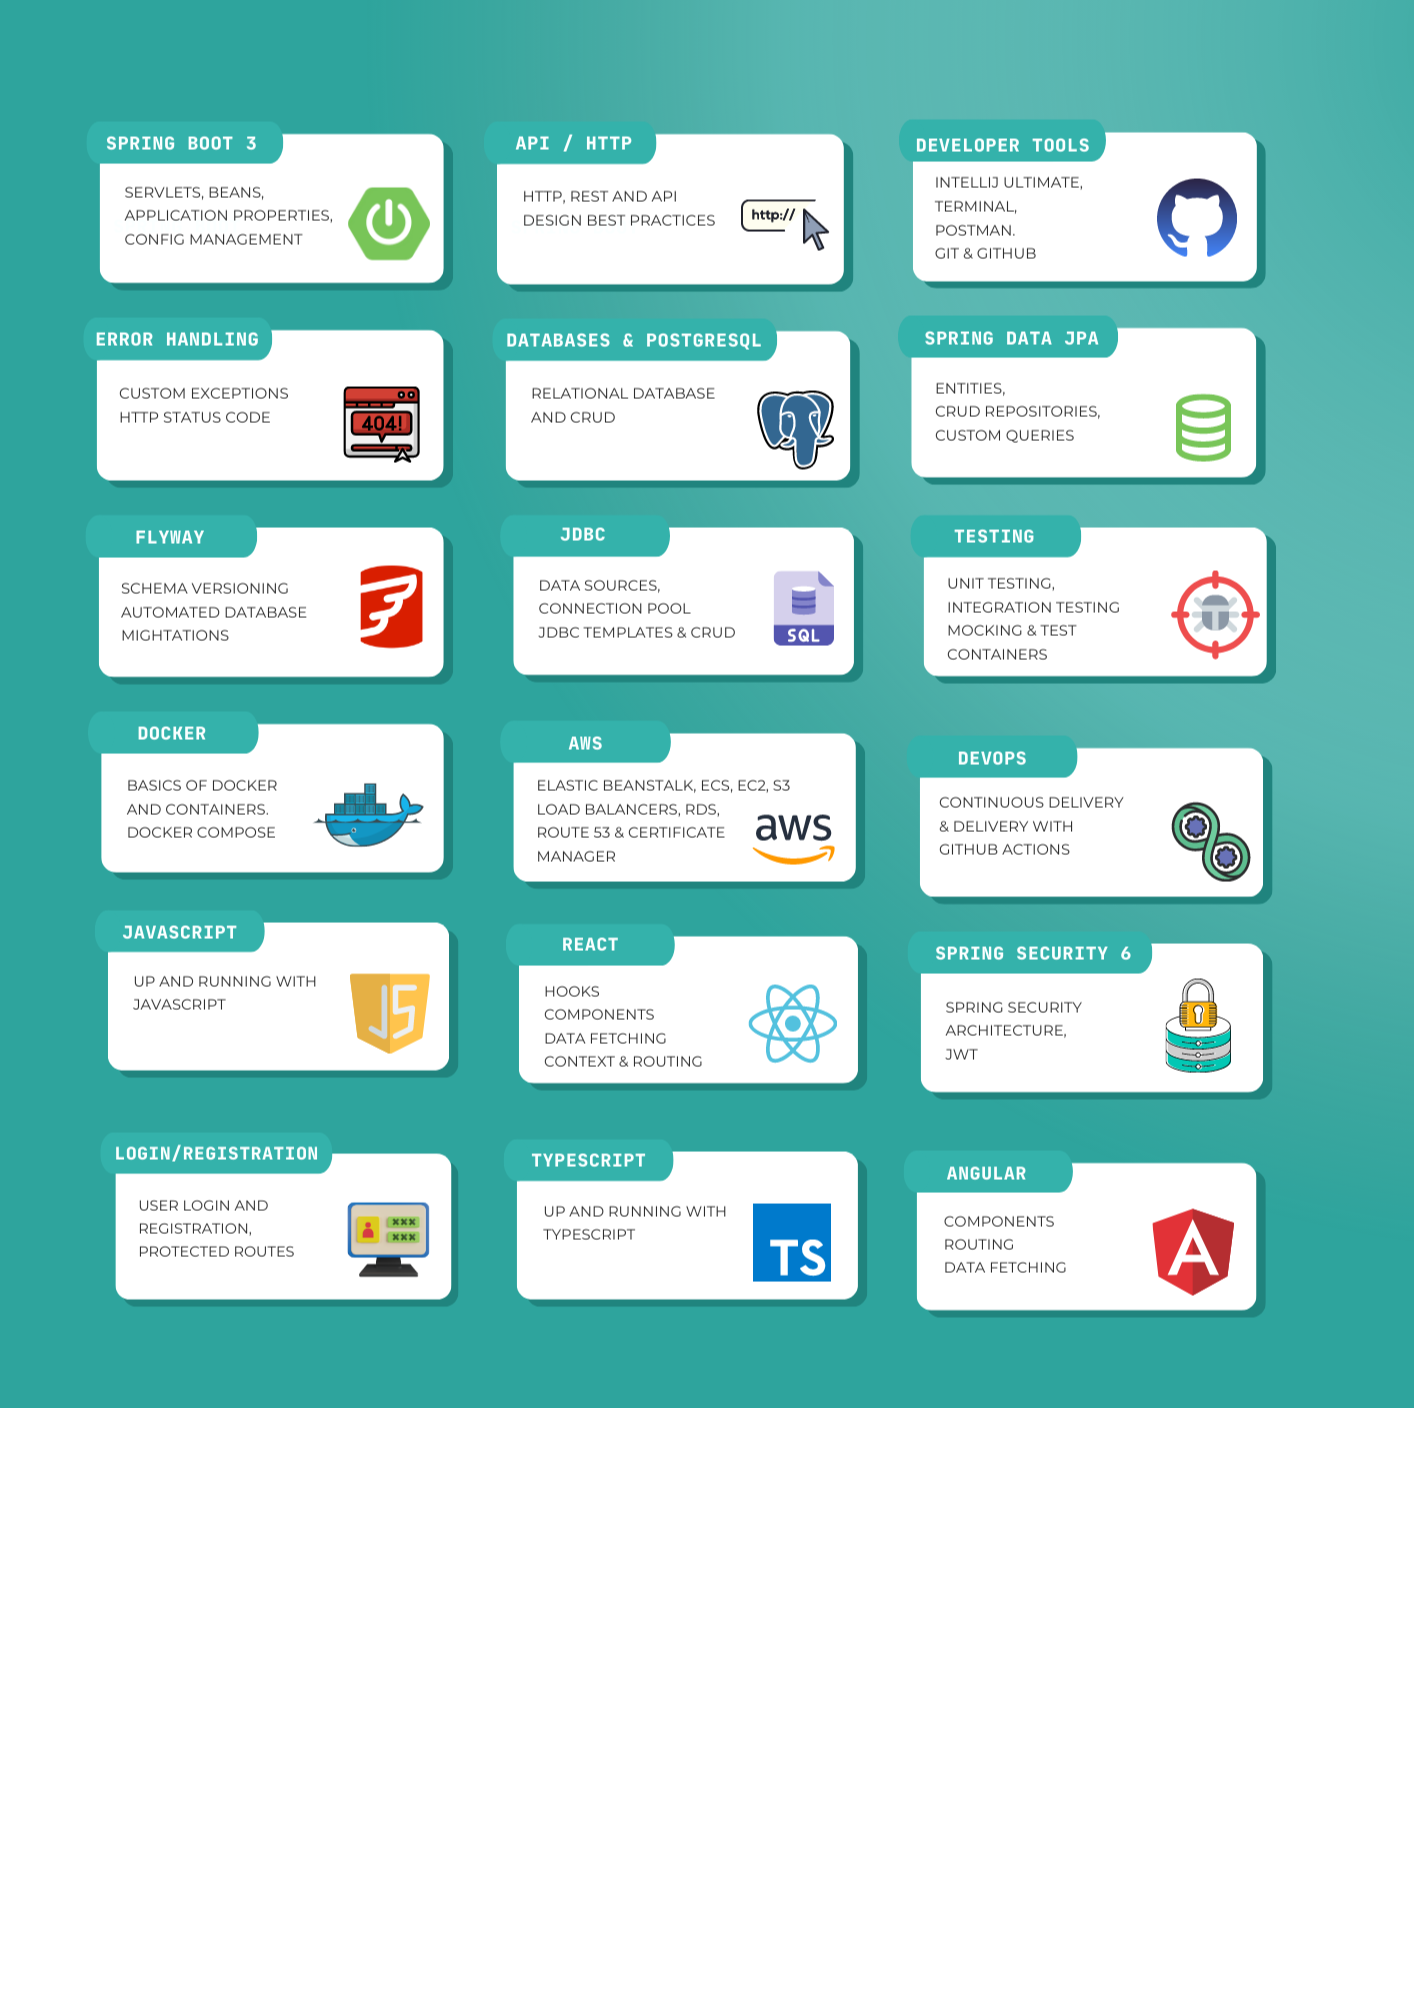 SPRING BOOT 3
SERVLETS, BEANS,
APPLICATION PROPERTIES,
CONFIG MANAGEMENT
API / HTTP
HTTP, REST AND API
DESIGN BEST PRACTICES
http://
DEVELOPER TOOLS
INTELLIJ ULTIMATE,
TERMINAL,
POSTMAN.
GIT & GITHUB
ERROR HANDLING
CUSTOM EXCEPTIONS
HTTP STATUS CODE
404!
DATABASES & POSTGRESQL
RELATIONAL DATABASE
AND CRUD
SPRING DATA JPA
ENTITIES,
CRUD REPOSITORIES,
CUSTOM QUERIES
FLYWAY
SCHEMA VERSIONING
AUTOMATED DATABASE
MIGHTATIONS
JDBC
DATA SOURCES,
CONNECTION POOL
JDBC TEMPLATES & CRUD
SQL
TESTING
UNIT TESTING,
INTEGRATION TESTING
MOCKING & TEST
CONTAINERS
DOCKER
BASICS OF DOCKER
AND CONTAINERS.
DOCKER COMPOSE
AWS
ELASTIC BEANSTALK, ECS, EC2, S3
LOAD BALANCERS, RDS,
ROUTE 53 & CERTIFICATE
MANAGER
aws
DEVOPS
CONTINUOUS DELIVERY
& DELIVERY WITH
GITHUB ACTIONS
JAVASCRIPT
UP AND RUNNING WITH
JAVASCRIPT
JS
REACT
HOOKS
COMPONENTS
DATA FETCHING
CONTEXT & ROUTING
SPRING SECURITY 6
SPRING SECURITY
ARCHITECTURE,
JWT
LOGIN/REGISTRATION
USER LOGIN AND
REGISTRATION,
PROTECTED ROUTES
XXX
XXX
TYPESCRIPT
UP AND RUNNING WITH
TYPESCRIPT
TS
ANGULAR
COMPONENTS
ROUTING
DATA FETCHING
A